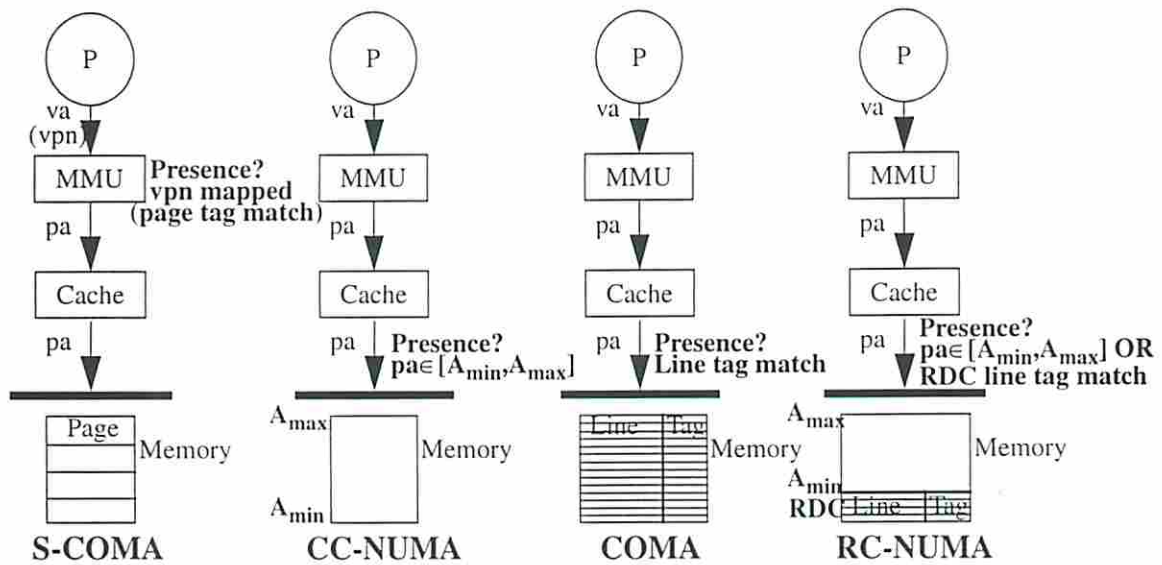 P
va
(vpn)
MMU
Presence?
vpn mapped
(page tag match)
pa
Cache
pa
Page
Memory
S-COMA
P
va
MMU
pa
Cache
pa
Presence?
pa∈[Amin,Amax]
Amax
Memory
Amin
CC-NUMA
P
va
MMU
pa
Cache
pa
Presence?
Line tag match
Line Tag
Memory
COMA
P
va
MMU
pa
Cache
pa
Presence?
pa∈[Amin,Amax] OR
RDC line tag match
Amax
Memory
Amin
RDC Line Tag
RC-NUMA